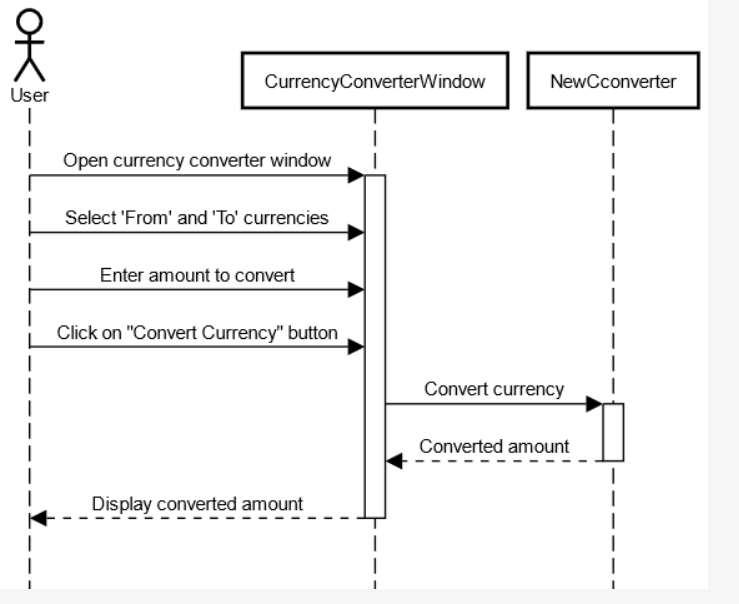 User
CurrencyConverterWindow
NewCconverter
Open currency converter window
Select 'From' and 'To' currencies
Enter amount to convert
Click on "Convert Currency" button
Convert currency
Converted amount
Display converted amount